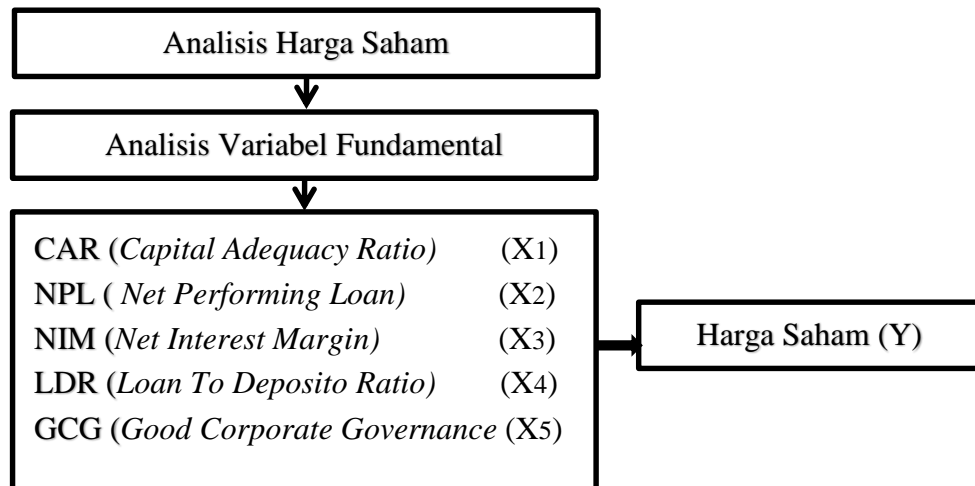 Analisis Harga Saham
Analisis Variabel Fundamental
CAR (Capital Adequacy Ratio) (X1)
NPL ( Net Performing Loan) (X2)
NIM (Net Interest Margin) (X3)
LDR (Loan To Deposito Ratio) (X4)
GCG (Good Corporate Governance (X5)
Harga Saham (Y)